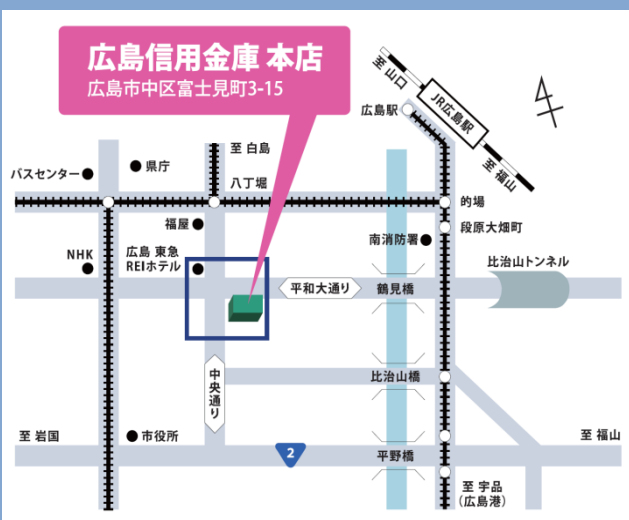 広島信用金庫 本店
広島市中区富士見町3-15
至 山口
JR広島駅
広島駅
至 福山
至 白島
県庁
バスセンター
八丁堀
的場
福屋
段原大畑町
南消防署
NHK
広島 東急
REIホテル
比治山トンネル
平和大通り
鶴見橋
中央通り
比治山橋
至 岩国
市役所
2
平野橋
至 福山
至 宇品
(広島港)